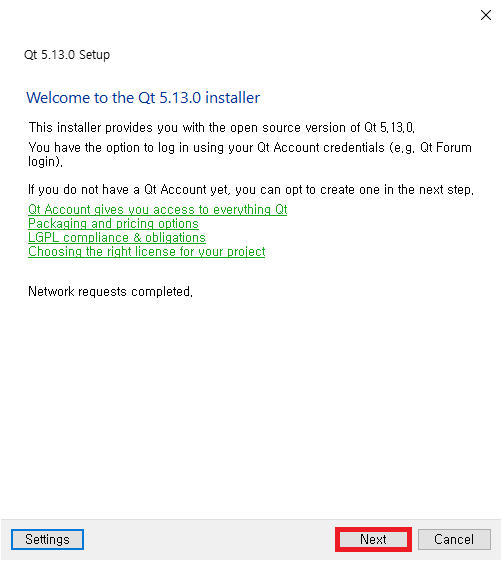 Qt 5.13.0 Setup
Welcome to the Qt 5.13.0 installer
This installer provides you with the open source version of Qt 5.13.0.
You have the option to log in using your Qt Account credentials (e.g. Qt Forum
login).
If you do not have a Qt Account yet, you can opt to create one in the next step.
Qt Account gives you access to everything Qt
Packaging and pricing options
LGPL compliance & obligations
Choosing the right license for your project
Network requests completed.
Settings Next Cancel